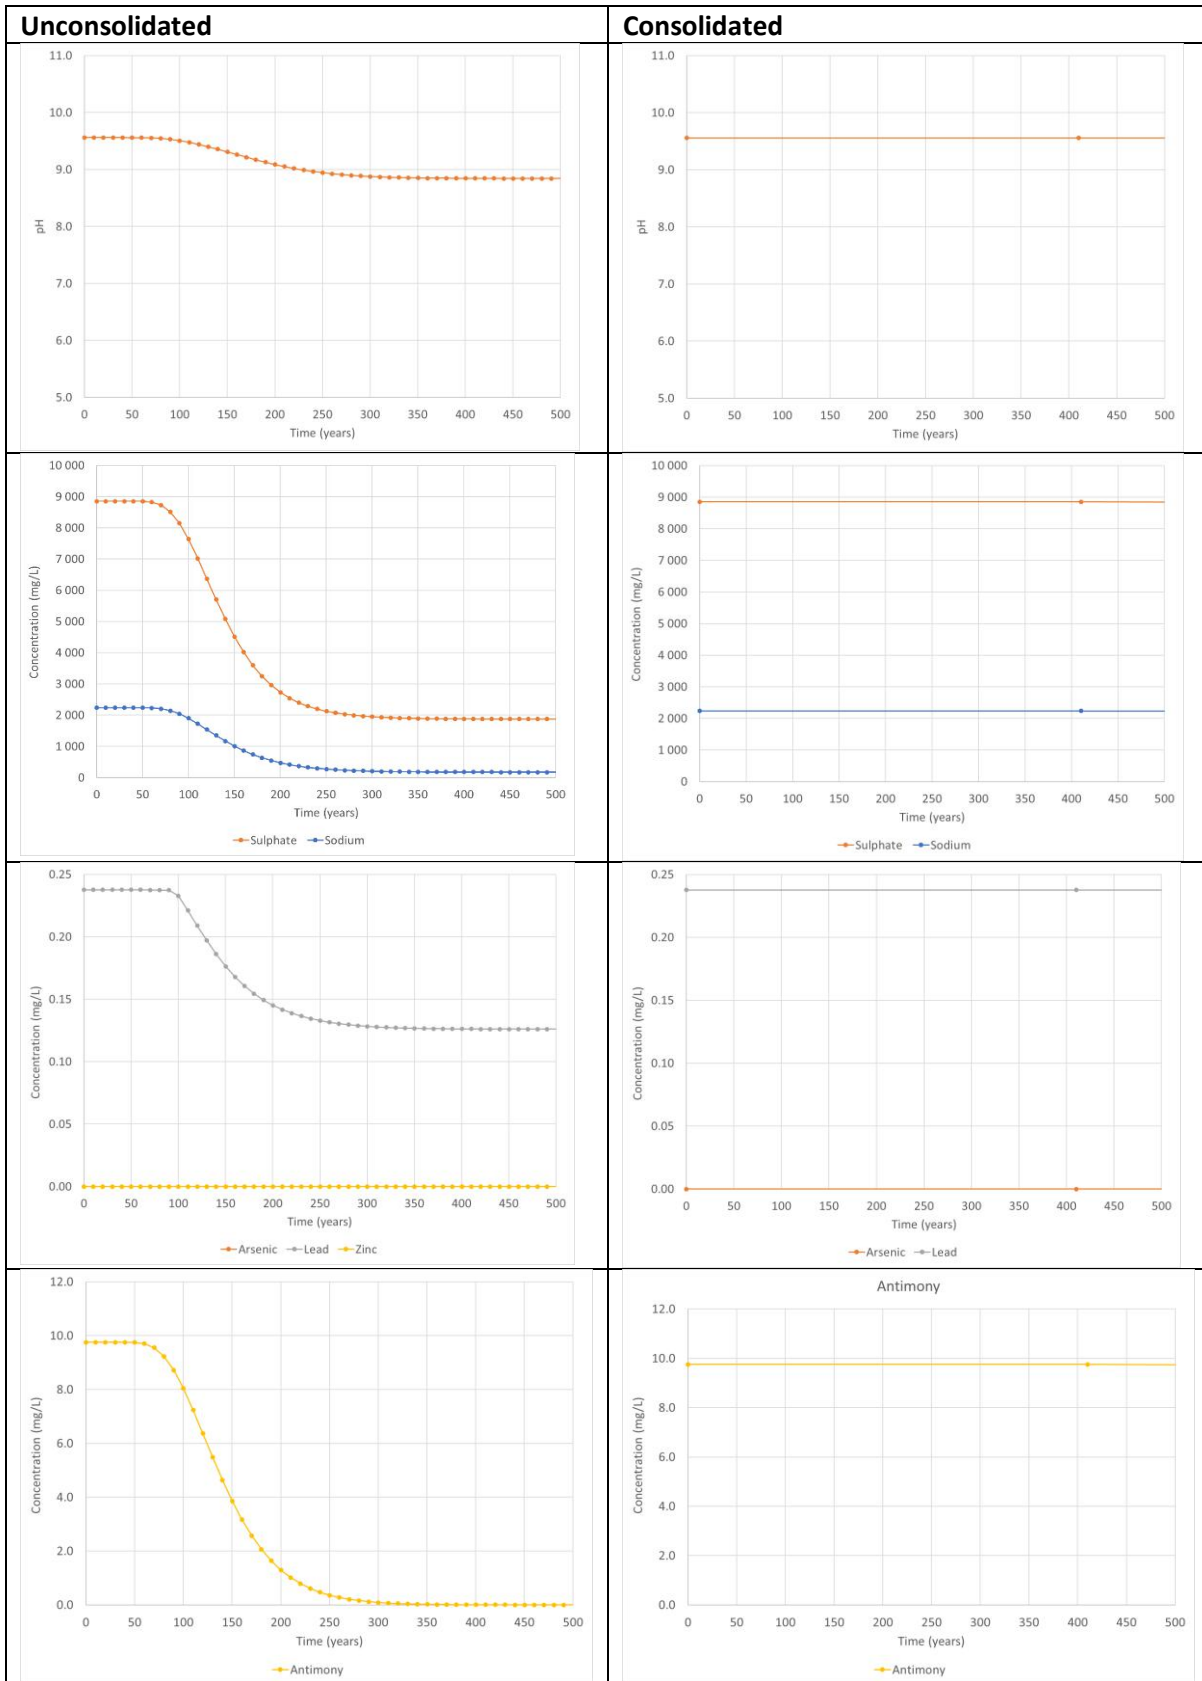 Unconsolidated
Consolidated
11.0
10.0
9.0
8.0
7.0
6.0
5.0
pH
0 50 100 150 200 250 300 350 400 450 500
Time (years)
11.0
10.0
9.0
8.0
7.0
6.0
5.0
pH
0 50 100 150 200 250 300 350 400 450 500
Time (years)
10 000
9 000
8 000
7 000
6 000
5 000
4 000
3 000
2 000
1 000
0
Concentration (mg/L)
0 50 100 150 200 250 300 350 400 450 500
Time (years)
Sulphate Sodium
10 000
9 000
8 000
7 000
6 000
5 000
4 000
3 000
2 000
1 000
0
Concentration (mg/L)
0 50 100 150 200 250 300 350 400 450 500
Time (years)
Sulphate Sodium
0.25
0.20
0.15
0.10
0.05
0.00
Concentration (mg/L)
0 50 100 150 200 250 300 350 400 450 500
Time (years)
Arsenic Lead Zinc
0.25
0.20
0.15
0.10
0.05
0.00
Concentration (mg/L)
0 50 100 150 200 250 300 350 400 450 500
Time (years)
Arsenic Lead
12.0
10.0
8.0
6.0
4.0
2.0
0.0
Concentration (mg/L)
0 50 100 150 200 250 300 350 400 450 500
Time (years)
Antimony
Antimony
12.0
10.0
8.0
6.0
4.0
2.0
0.0
Concentration (mg/L)
0 50 100 150 200 250 300 350 400 450 500
Time (years)
Antimony